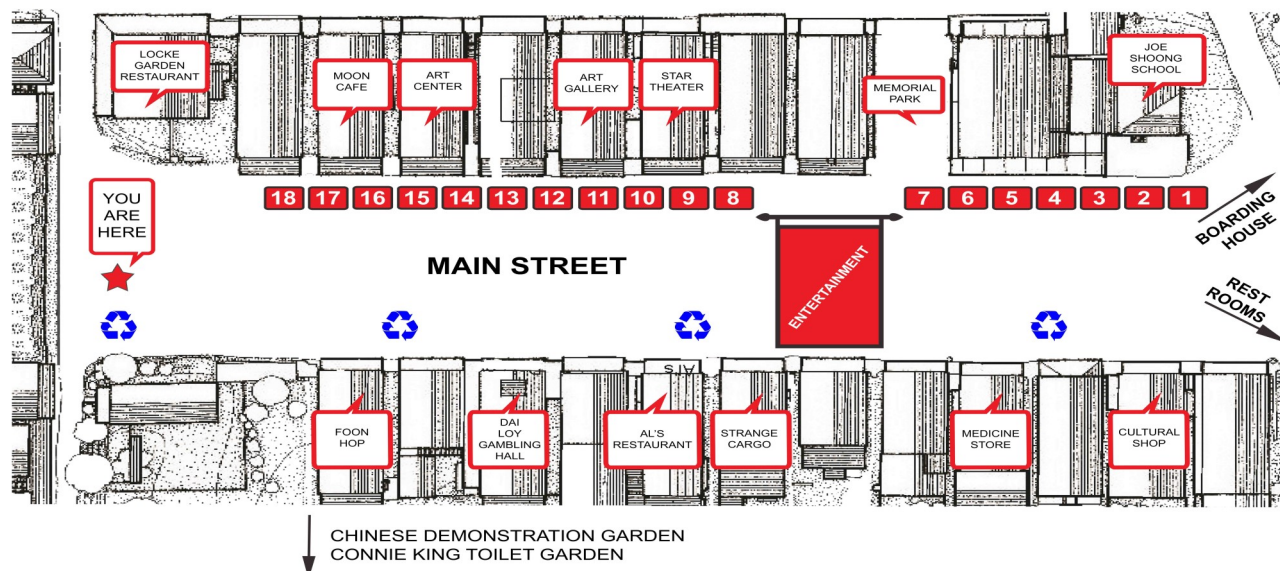 LOCKE
GARDEN
RESTAURANT
MOON
CAFE
ART
CENTER
ART
GALLERY
STAR
THEATER
MEMORIAL
PARK
JOE
SHOONG
SCHOOL
YOU
ARE
HERE
18 17 16 15 14 13 12 11 10 9 8 7 6 5 4 3 2 1
BOARDING
HOUSE
MAIN STREET
ENTERTAINMENT
REST
ROOMS
Al'S
FOON
HOP
DAI
LOY
GAMBLING
HALL
AL'S
RESTAURANT
STRANGE
CARGO
MEDICINE
STORE
CULTURAL
SHOP
CHINESE DEMONSTRATION GARDEN
CONNIE KING TOILET GARDEN